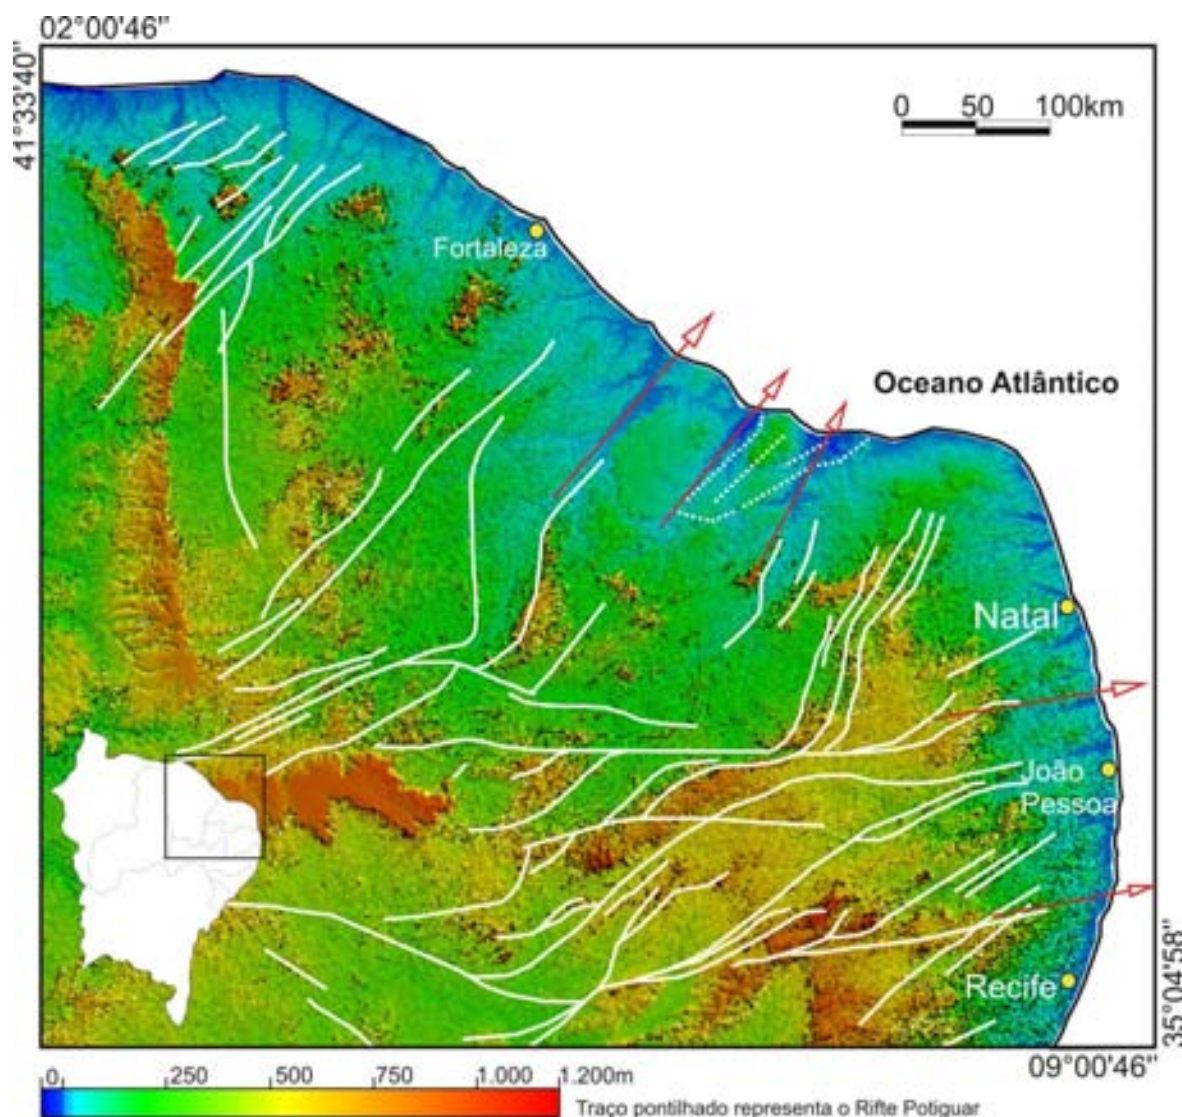 02°00'46"
41°33'40"
0 50 100km
Fortaleza
Oceano Atlântico
Natal
João
Pessoa
Recife
35°04'58"
09°00'46"
0 250 500 750 1.000 1.200m
Traço pontilhado representa o Rifte Potiguar